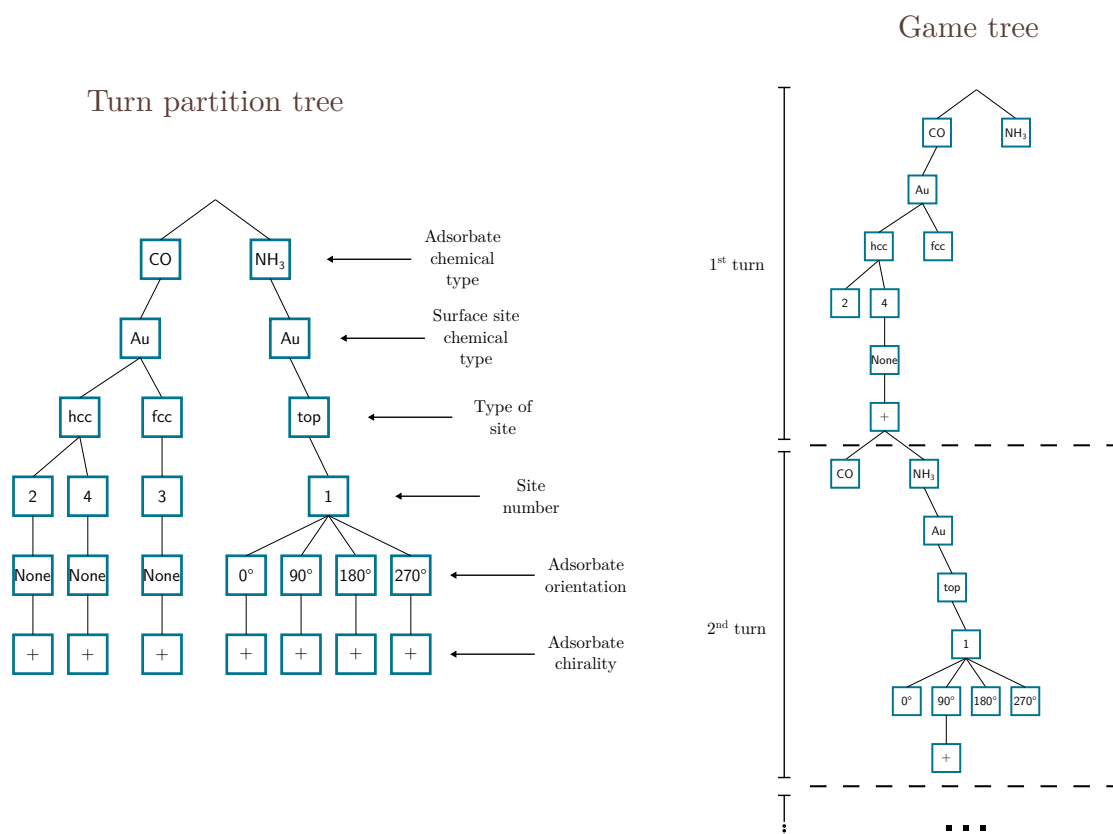 Game tree
Turn partition tree
CO
NH₃
Adsorbate
chemical
type
Au
Au
Surface site
chemical
type
hcc
fcc
top
Type of
site
2
4
3
1
Site
number
None
None
None
0°
90°
180°
270°
Adsorbate
orientation
+
+
+
+
+
+
+
Adsorbate
chirality
1st turn
CO
NH₃
Au
hcc
fcc
2
4
None
+
2nd turn
CO
NH₃
Au
top
1
0°
90°
180°
270°
+